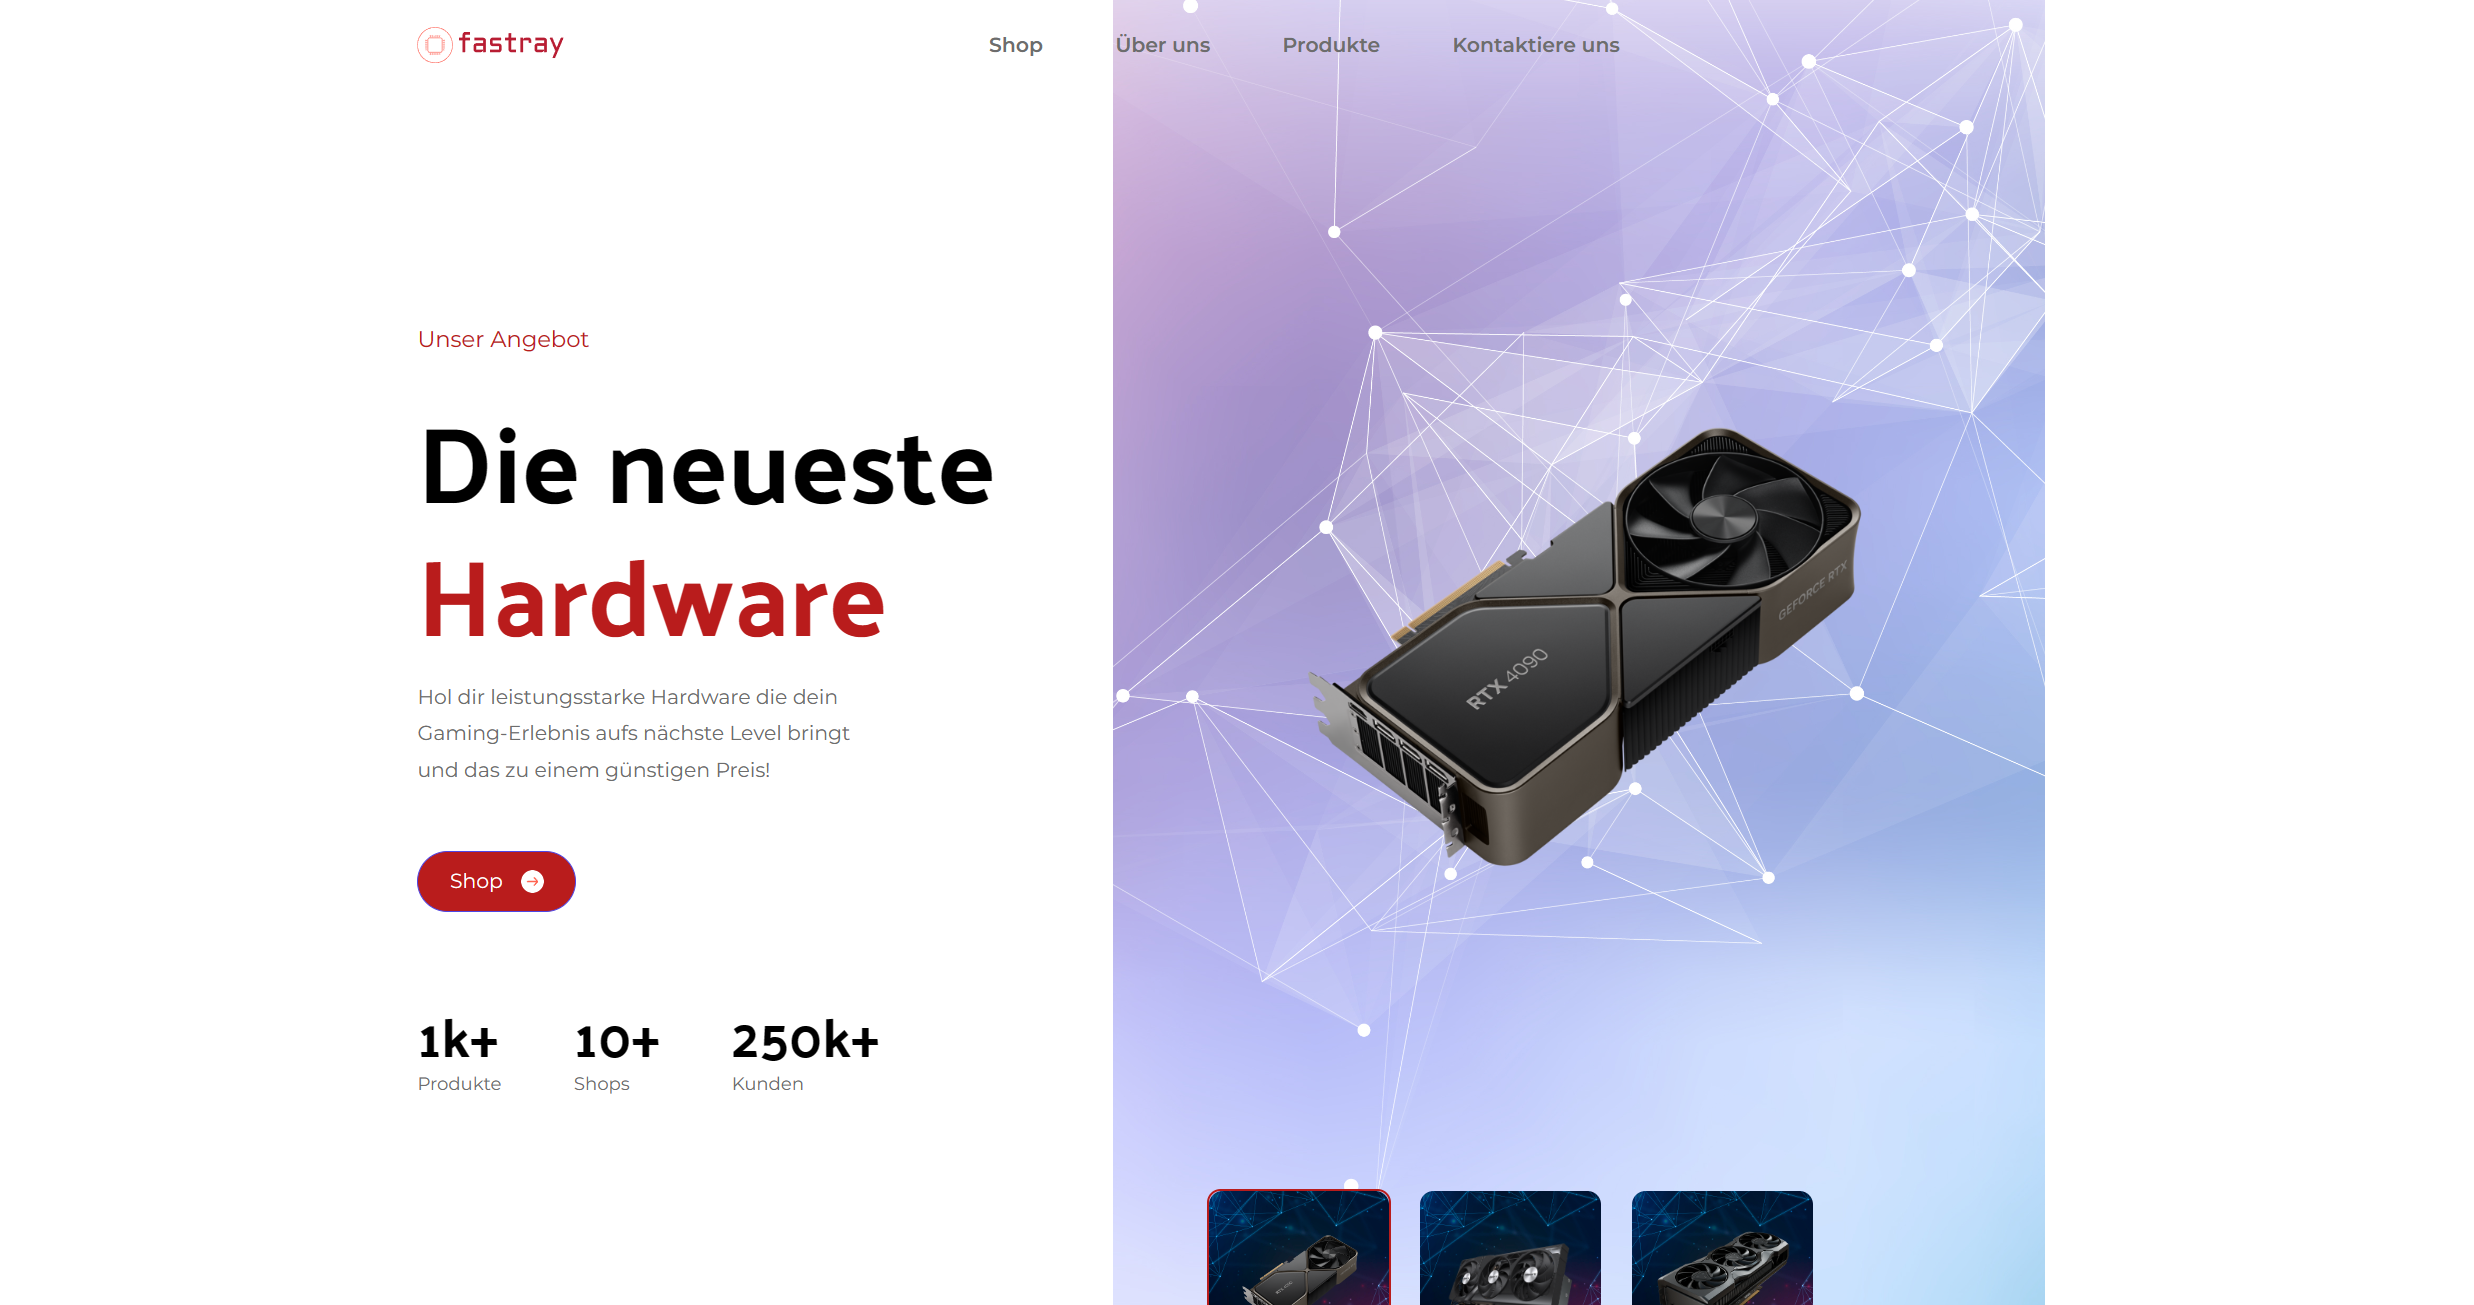 fastray
Shop
Über uns
Produkte
Kontaktiere uns
Unser Angebot
Die neueste
Hardware
Hol dir leistungsstarke Hardware die dein
Gaming-Erlebnis aufs nächste Level bringt
und das zu einem günstigen Preis!
Shop
1k+
Produkte
10+
Shops
250k+
Kunden
GEFORCE RTX
RTX 4090